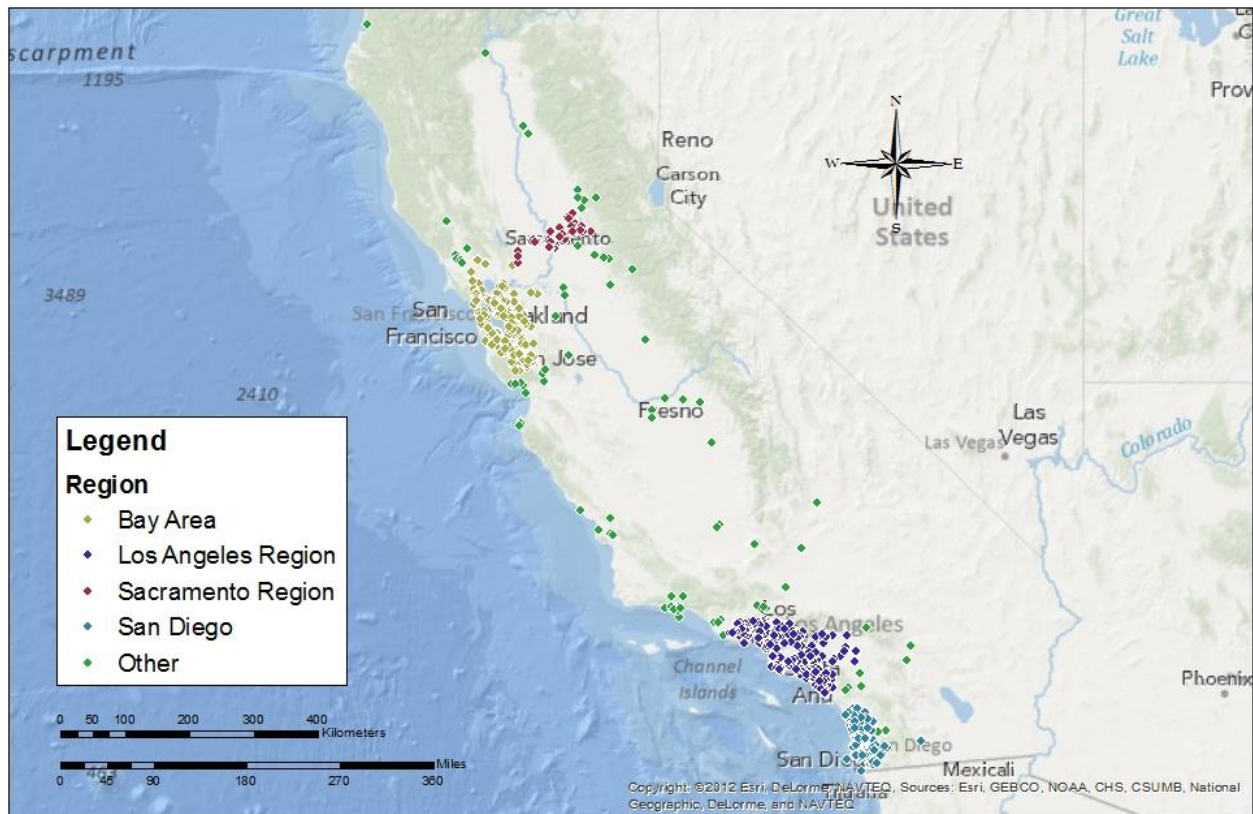 scarpment
1195
Great
Salt
Lake
Prov
Reno
Carson
City
N
W
E
S
United
States
Sacramento
3489
San Francisco
San
Francisco
akland
n Jose
2410
Fresno
Las
Vegas
Las Vegas
Colorado
Legend
Region
Bay Area
Los Angeles Region
Sacramento Region
San Diego
Other
Los
os Angeles
Channel
Islands
Ana
Phoenix
0 50 100 200 300 400
Kilometers
Miles
0 45 90 180 270 360
San Di
n Diego
Mexicali
Tijuana
Copyright: ©2012 Esri, DeLorme, NAVTEQ, Sources: Esri, GEBCO, NOAA, CHS, CSUMB, National
Geographic, DeLorme, and NAVTEQ